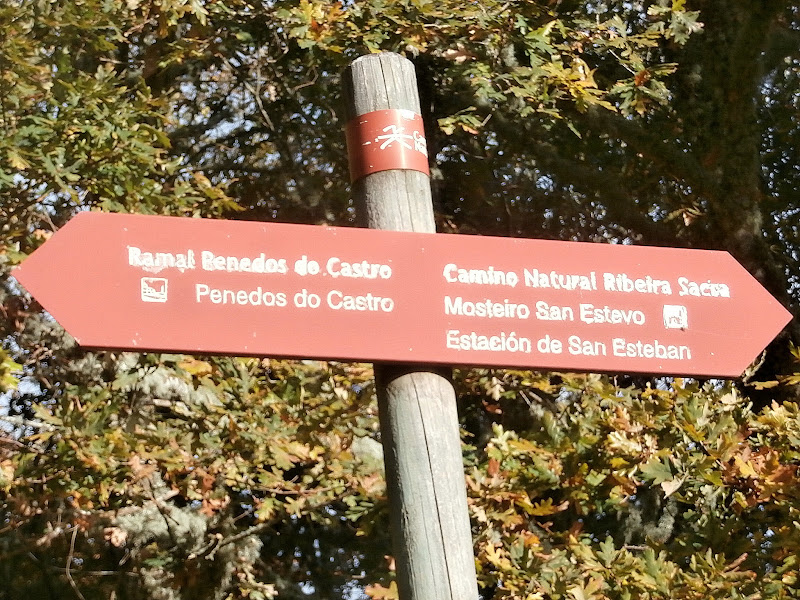 Ramal Penedos do Castro
Penedos do Castro
Camino Natural Ribeira Sacra
Mosteiro San Estevo
Estación de San Esteban